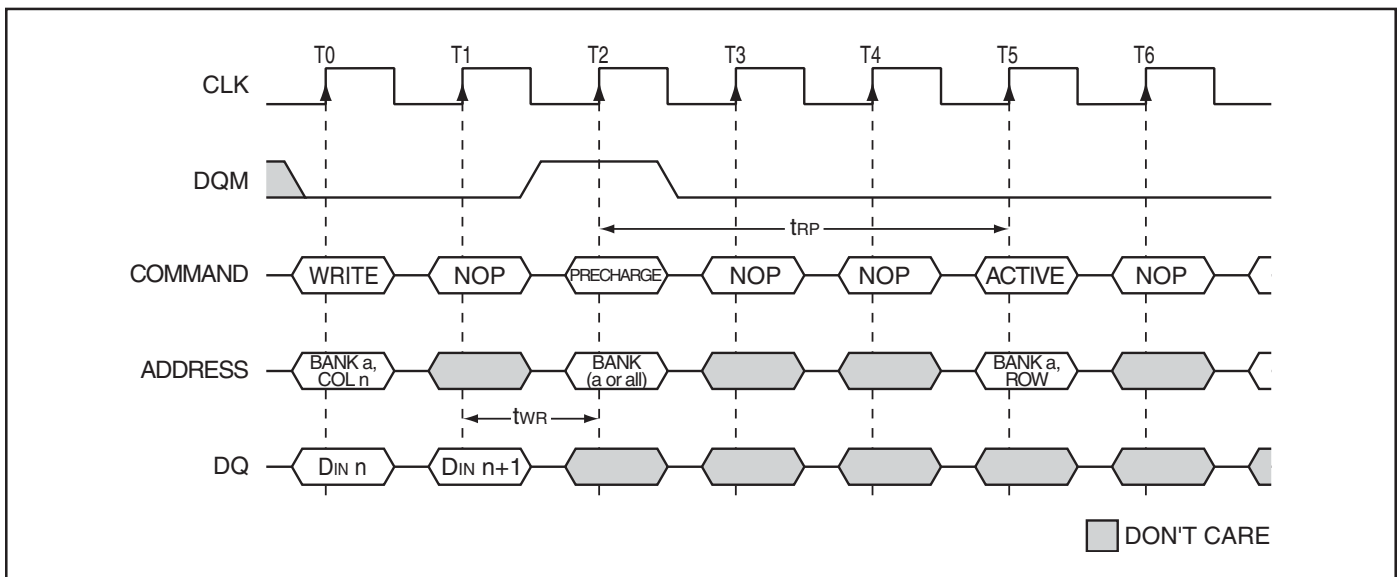 T0 T1 T2 T3 T4 T5 T6
CLK
DQM
tRP
COMMAND WRITE NOP PRECHARGE NOP NOP ACTIVE NOP
ADDRESS BANK a, COL n BANK (a or all) BANK a, ROW
tWR
DQ DIN n DIN n+1
DON'T CARE